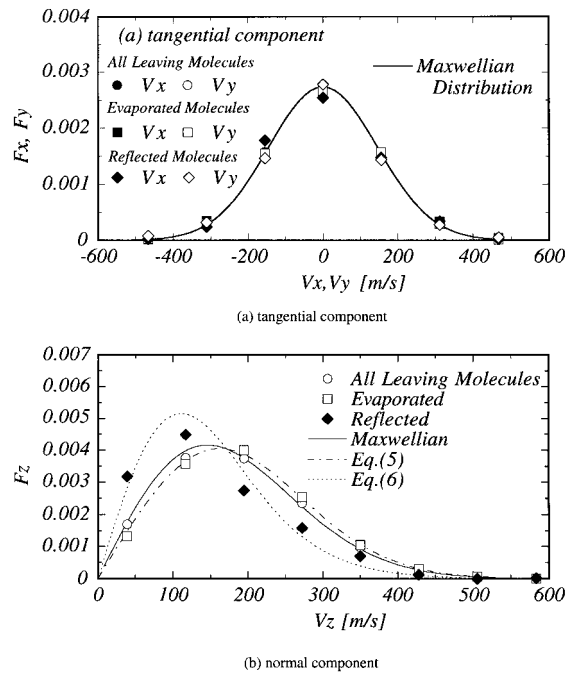 0.004
(a) tangential component
All Leaving Molecules
Vx Vy
Evaporated Molecules
Vx Vy
Reflected Molecules
Vx Vy
Maxwellian
Distribution
0.003
0.002
0.001
0
Fx, Fy
-600 -400 -200 0 200 400 600
Vx,Vy [m/s]
(a) tangential component
0.007
0.006
0.005
0.004
0.003
0.002
0.001
0
Fz
All Leaving Molecules
Evaporated
Reflected
Maxwellian
Eq.(5)
Eq.(6)
0 100 200 300 400 500 600
Vz [m/s]
(b) normal component